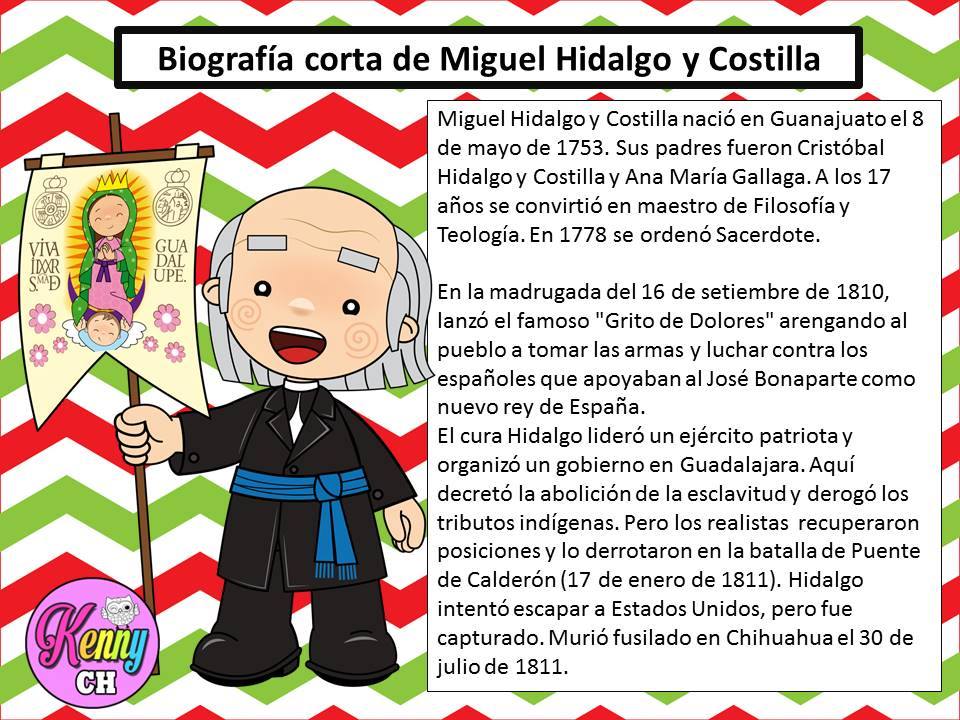 Biografía corta de Miguel Hidalgo y Costilla
Miguel Hidalgo y Costilla nació en Guanajuato el 8
de mayo de 1753. Sus padres fueron Cristóbal
Hidalgo y Costilla y Ana María Gallaga. A los 17
años se convirtió en maestro de Filosofía y
Teología. En 1778 se ordenó Sacerdote.
En la madrugada del 16 de setiembre de 1810,
lanzó el famoso "Grito de Dolores" arengando al
pueblo a tomar las armas y luchar contra los
españoles que apoyaban al José Bonaparte como
nuevo rey de España.
El cura Hidalgo lideró un ejército patriota y
organizó un gobierno en Guadalajara. Aquí
decretó la abolición de la esclavitud y derogó los
tributos indígenas. Pero los realistas recuperaron
posiciones y lo derrotaron en la batalla de Puente
de Calderón (17 de enero de 1811). Hidalgo
intentó escapar a Estados Unidos, pero fue
capturado. Murió fusilado en Chihuahua el 30 de
julio de 1811.
VIVA
GUA
DAL
UPE.
Kenny
CH